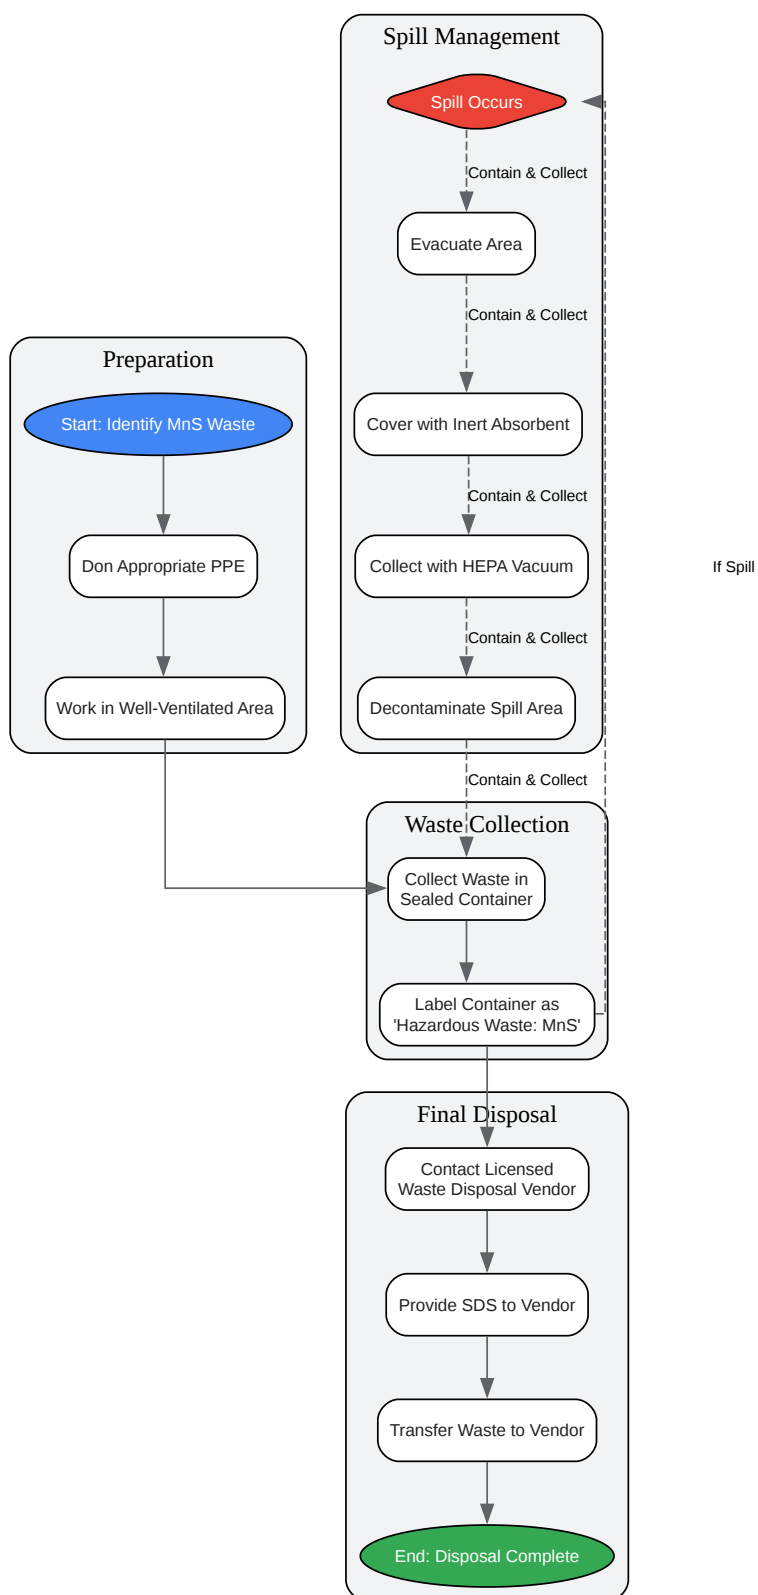 Spill Management
Spill Occurs
Contain & Collect
Evacuate Area
Contain & Collect
Preparation
Start: Identify MnS Waste
Cover with Inert Absorbent
Contain & Collect
Don Appropriate PPE
Collect with HEPA Vacuum
If Spill
Contain & Collect
Work in Well-Ventilated Area
Decontaminate Spill Area
Contain & Collect
Waste Collection
Collect Waste in
Sealed Container
Label Container as
'Hazardous Waste: MnS'
Final Disposal
Contact Licensed
Waste Disposal Vendor
Provide SDS to Vendor
Transfer Waste to Vendor
End: Disposal Complete